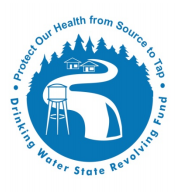 • Protect Our Health from Source to Tap •
Drinking Water State Revolving Fund